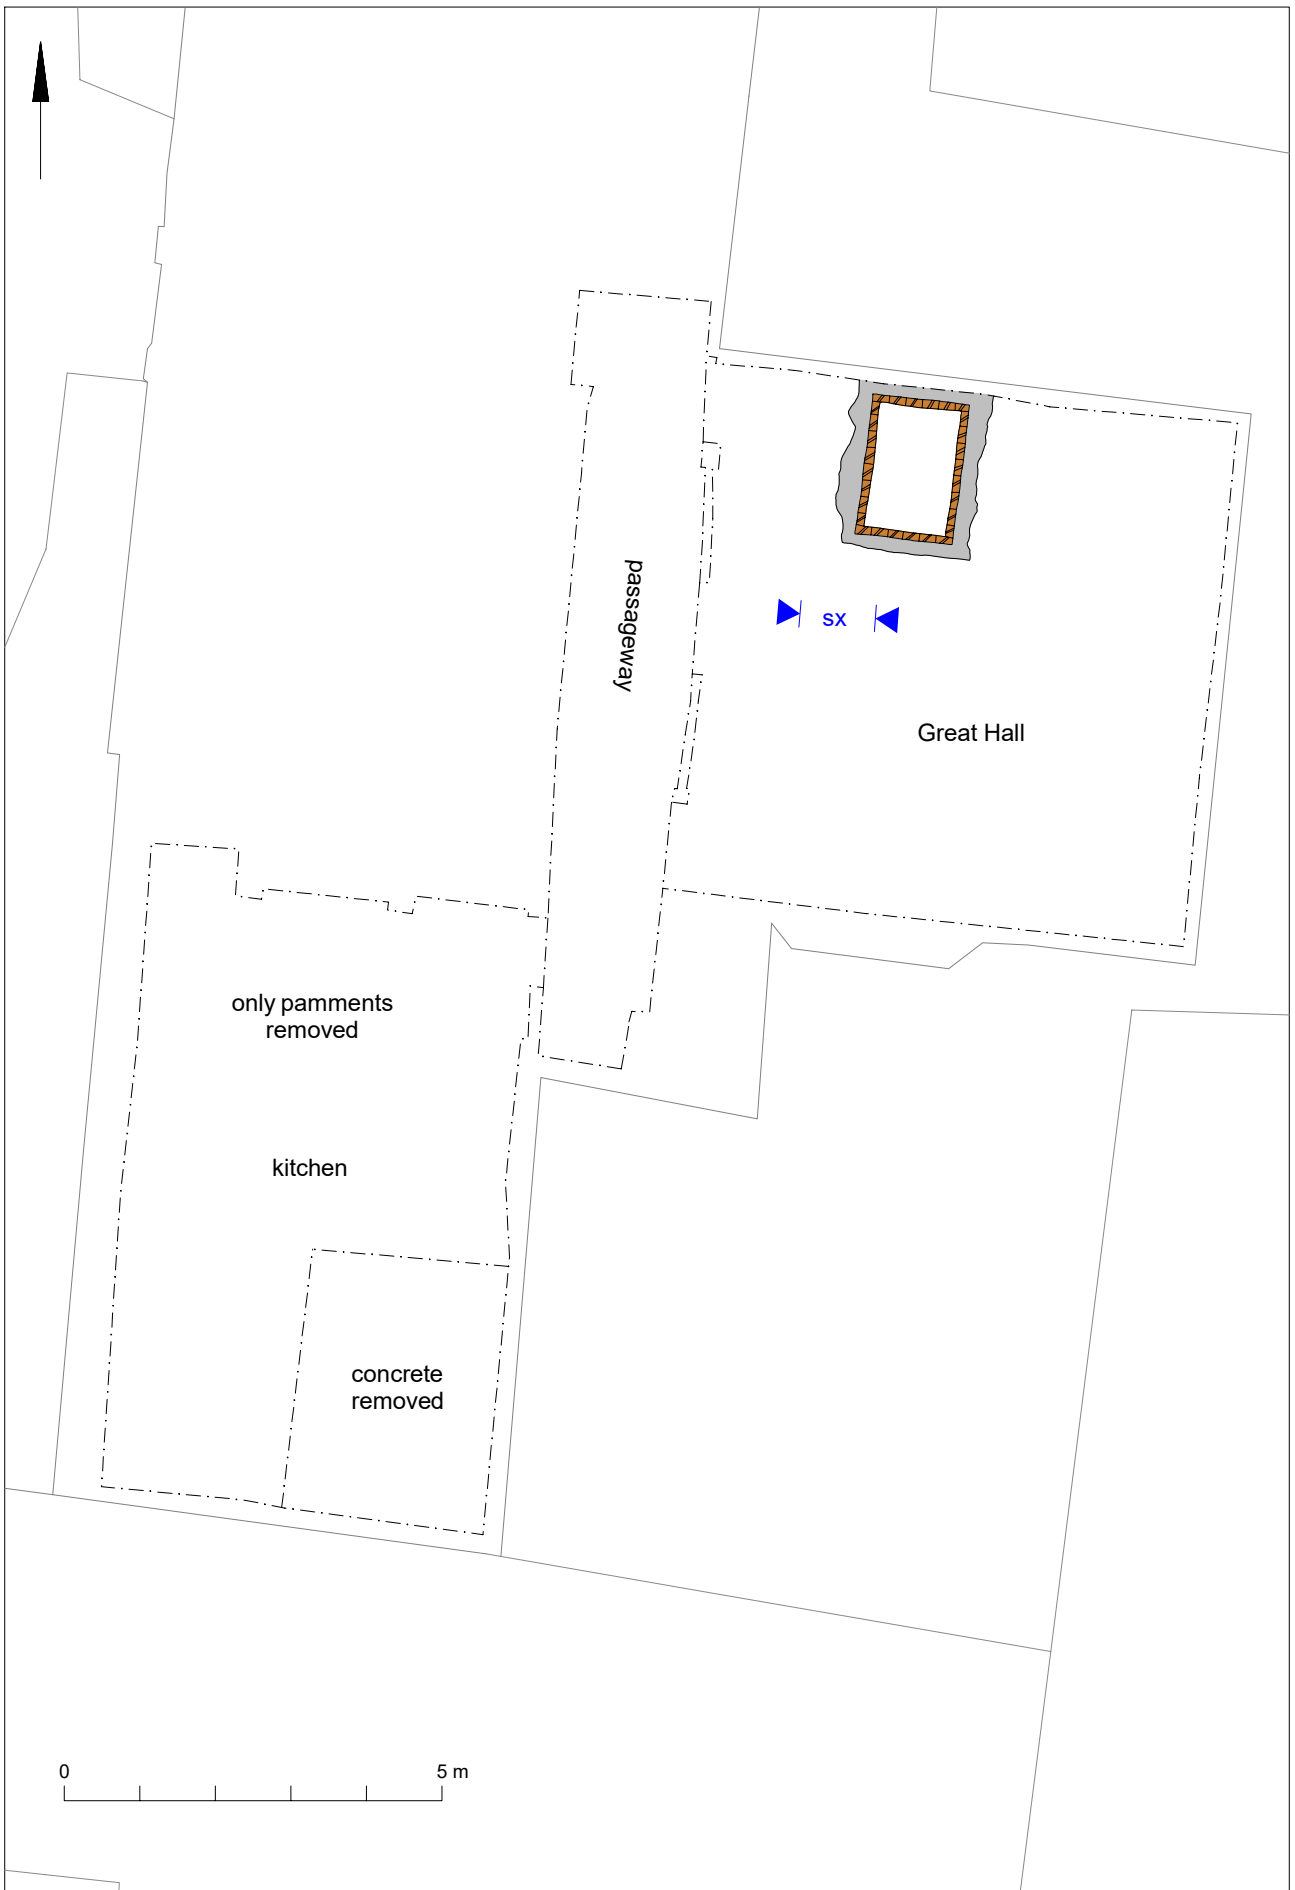 passageway
sx
Great Hall
only pamments
removed
kitchen
concrete
removed
0
5 m